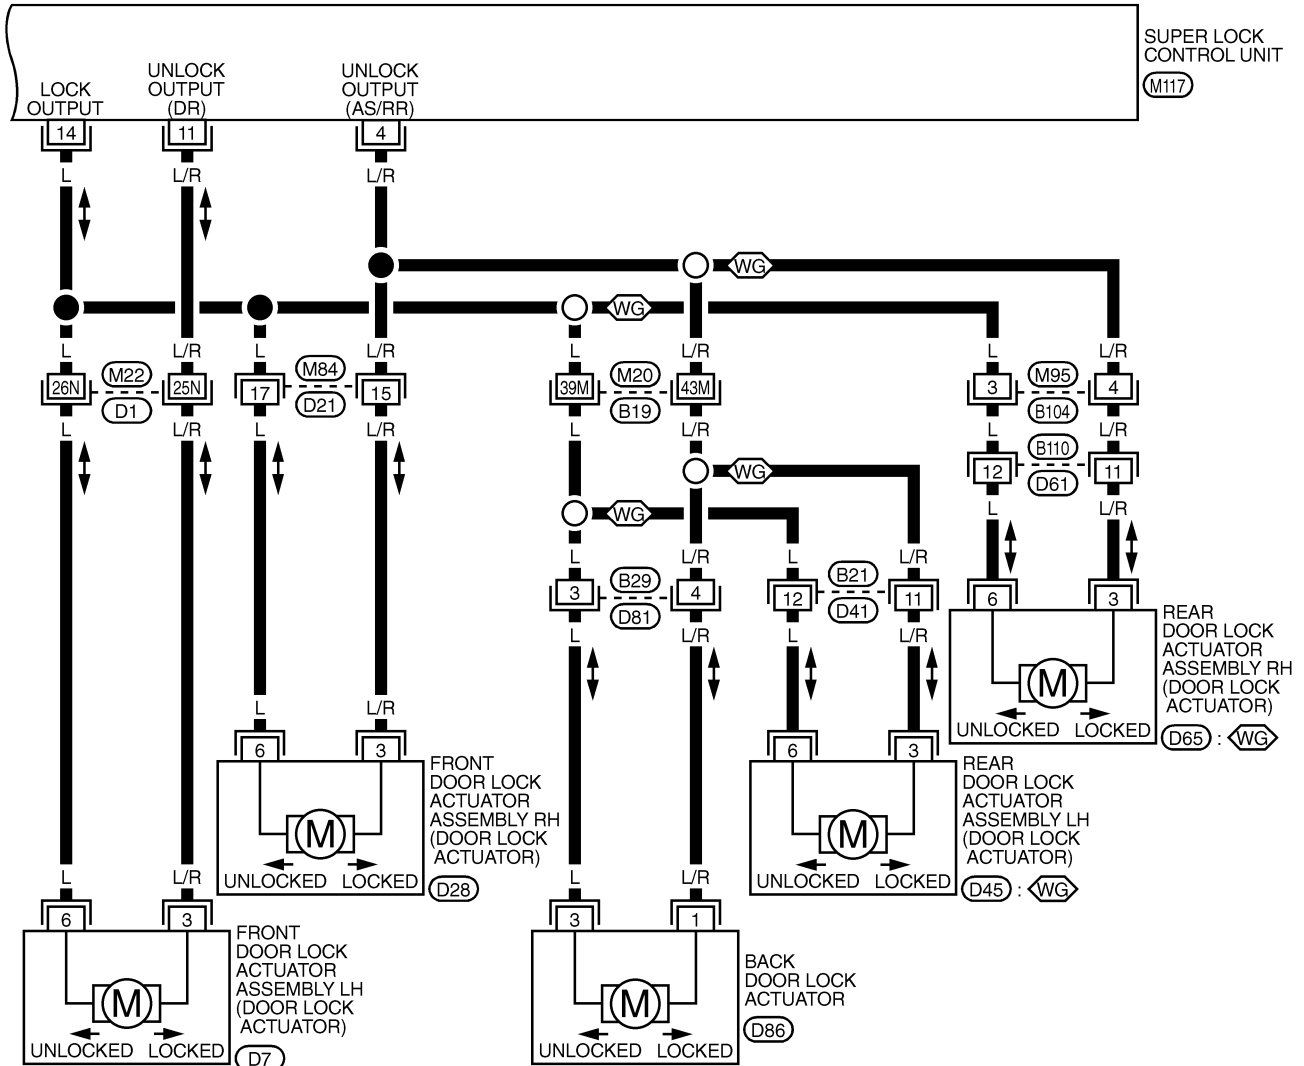 SUPER LOCK
CONTROL UNIT
M117
LOCK
OUTPUT
UNLOCK
OUTPUT
(DR)
UNLOCK
OUTPUT
(AS/RR)
14 11 4
L L/R L/R
WG
WG
L L/R L L/R L L/R L L/R
26N M22 25N 17 M84 15 39M M20 43M 3 M95 4
D1 D21 B19 B104
L L/R L L/R L L/R L L/R
12 B110 11
D61
WG
WG
L L/R
L L/R L L/R
3 B29 4 12 B21 11
D81 D41
L L/R L L/R
6 3
M
UNLOCKED LOCKED
REAR
DOOR LOCK
ACTUATOR
ASSEMBLY RH
(DOOR LOCK
ACTUATOR)
D65 : WG
L L/R
6 3
M
UNLOCKED LOCKED
FRONT
DOOR LOCK
ACTUATOR
ASSEMBLY RH
(DOOR LOCK
ACTUATOR)
D28
6 3
M
UNLOCKED LOCKED
REAR
DOOR LOCK
ACTUATOR
ASSEMBLY LH
(DOOR LOCK
ACTUATOR)
D45 : WG
L L/R
6 3
M
UNLOCKED LOCKED
FRONT
DOOR LOCK
ACTUATOR
ASSEMBLY LH
(DOOR LOCK
ACTUATOR)
D7
L L/R
3 1
M
UNLOCKED LOCKED
BACK
DOOR LOCK
ACTUATOR
D86